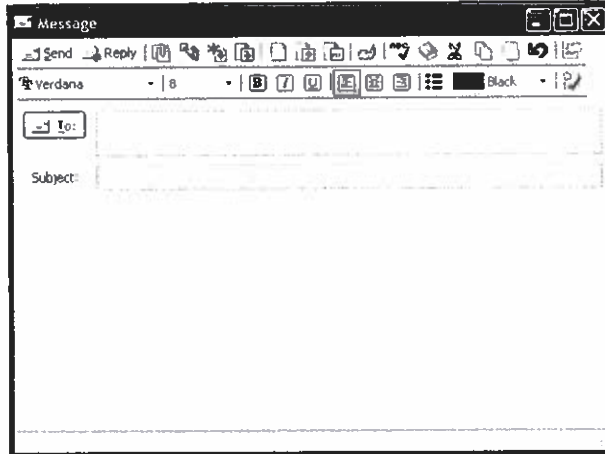 Message
Send Reply
Verdana 8 B I U Black
To:
Subject: